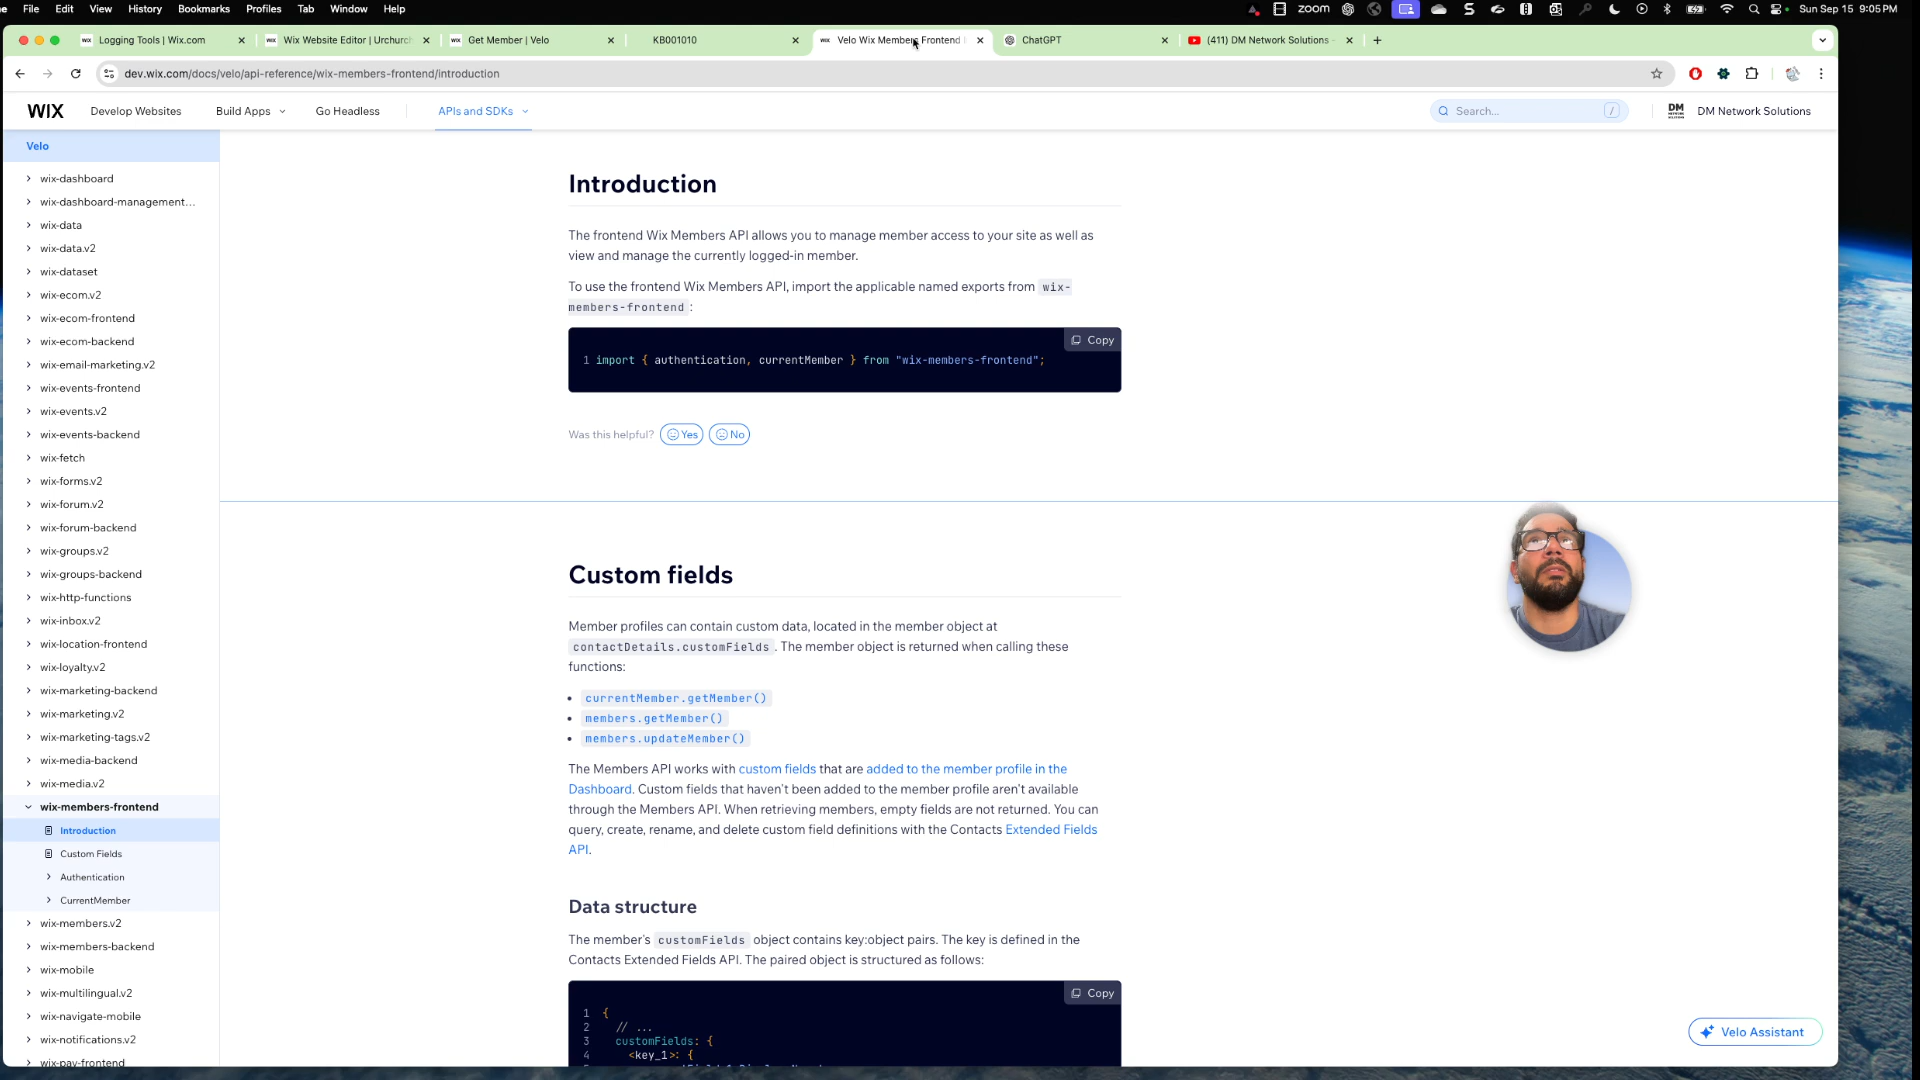 File Edit View History Bookmarks Profiles Tab Window Help
zoom
Sun Sep 15 9:05 PM
Logging Tools | Wix.com
Wix Website Editor | Urchurch
Get Member | Velo
KB001010
Velo Wix Members Frontend
ChatGPT
(411) DM Network Solutions -
dev.wix.com/docs/velo/api-reference/wix-members-frontend/introduction
WIX
Develop Websites
Build Apps
Go Headless
APIs and SDKs
Search...
/
DM Network Solutions
Velo
wix-dashboard
wix-dashboard-management...
wix-data
wix-data.v2
wix-dataset
wix-ecom.v2
wix-ecom-frontend
wix-ecom-backend
wix-email-marketing.v2
wix-events-frontend
wix-events.v2
wix-events-backend
wix-fetch
wix-forms.v2
wix-forum.v2
wix-forum-backend
wix-groups.v2
wix-groups-backend
wix-http-functions
wix-inbox.v2
wix-location-frontend
wix-loyalty.v2
wix-marketing-backend
wix-marketing.v2
wix-marketing-tags.v2
wix-media-backend
wix-media.v2
wix-members-frontend
Introduction
Custom Fields
Authentication
CurrentMember
wix-members.v2
wix-members-backend
wix-mobile
wix-multilingual.v2
wix-navigate-mobile
wix-notifications.v2
wix-pay-frontend
Introduction
The frontend Wix Members API allows you to manage member access to your site as well as
view and manage the currently logged-in member.
To use the frontend Wix Members API, import the applicable named exports from wix-
members-frontend :
Copy
1 import { authentication, currentMember } from "wix-members-frontend";
Was this helpful? Yes No
Custom fields
Member profiles can contain custom data, located in the member object at
contactDetails.customFields . The member object is returned when calling these
functions:
• currentMember.getMember()
• members.getMember()
• members.updateMember()
The Members API works with custom fields that are added to the member profile in the
Dashboard. Custom fields that haven't been added to the member profile aren't available
through the Members API. When retrieving members, empty fields are not returned. You can
query, create, rename, and delete custom field definitions with the Contacts Extended Fields
API.
Data structure
The member's customFields object contains key:object pairs. The key is defined in the
Contacts Extended Fields API. The paired object is structured as follows:
Copy
1 {
2 // ...
3 customFields: {
4 <key_1>: {
Velo Assistant